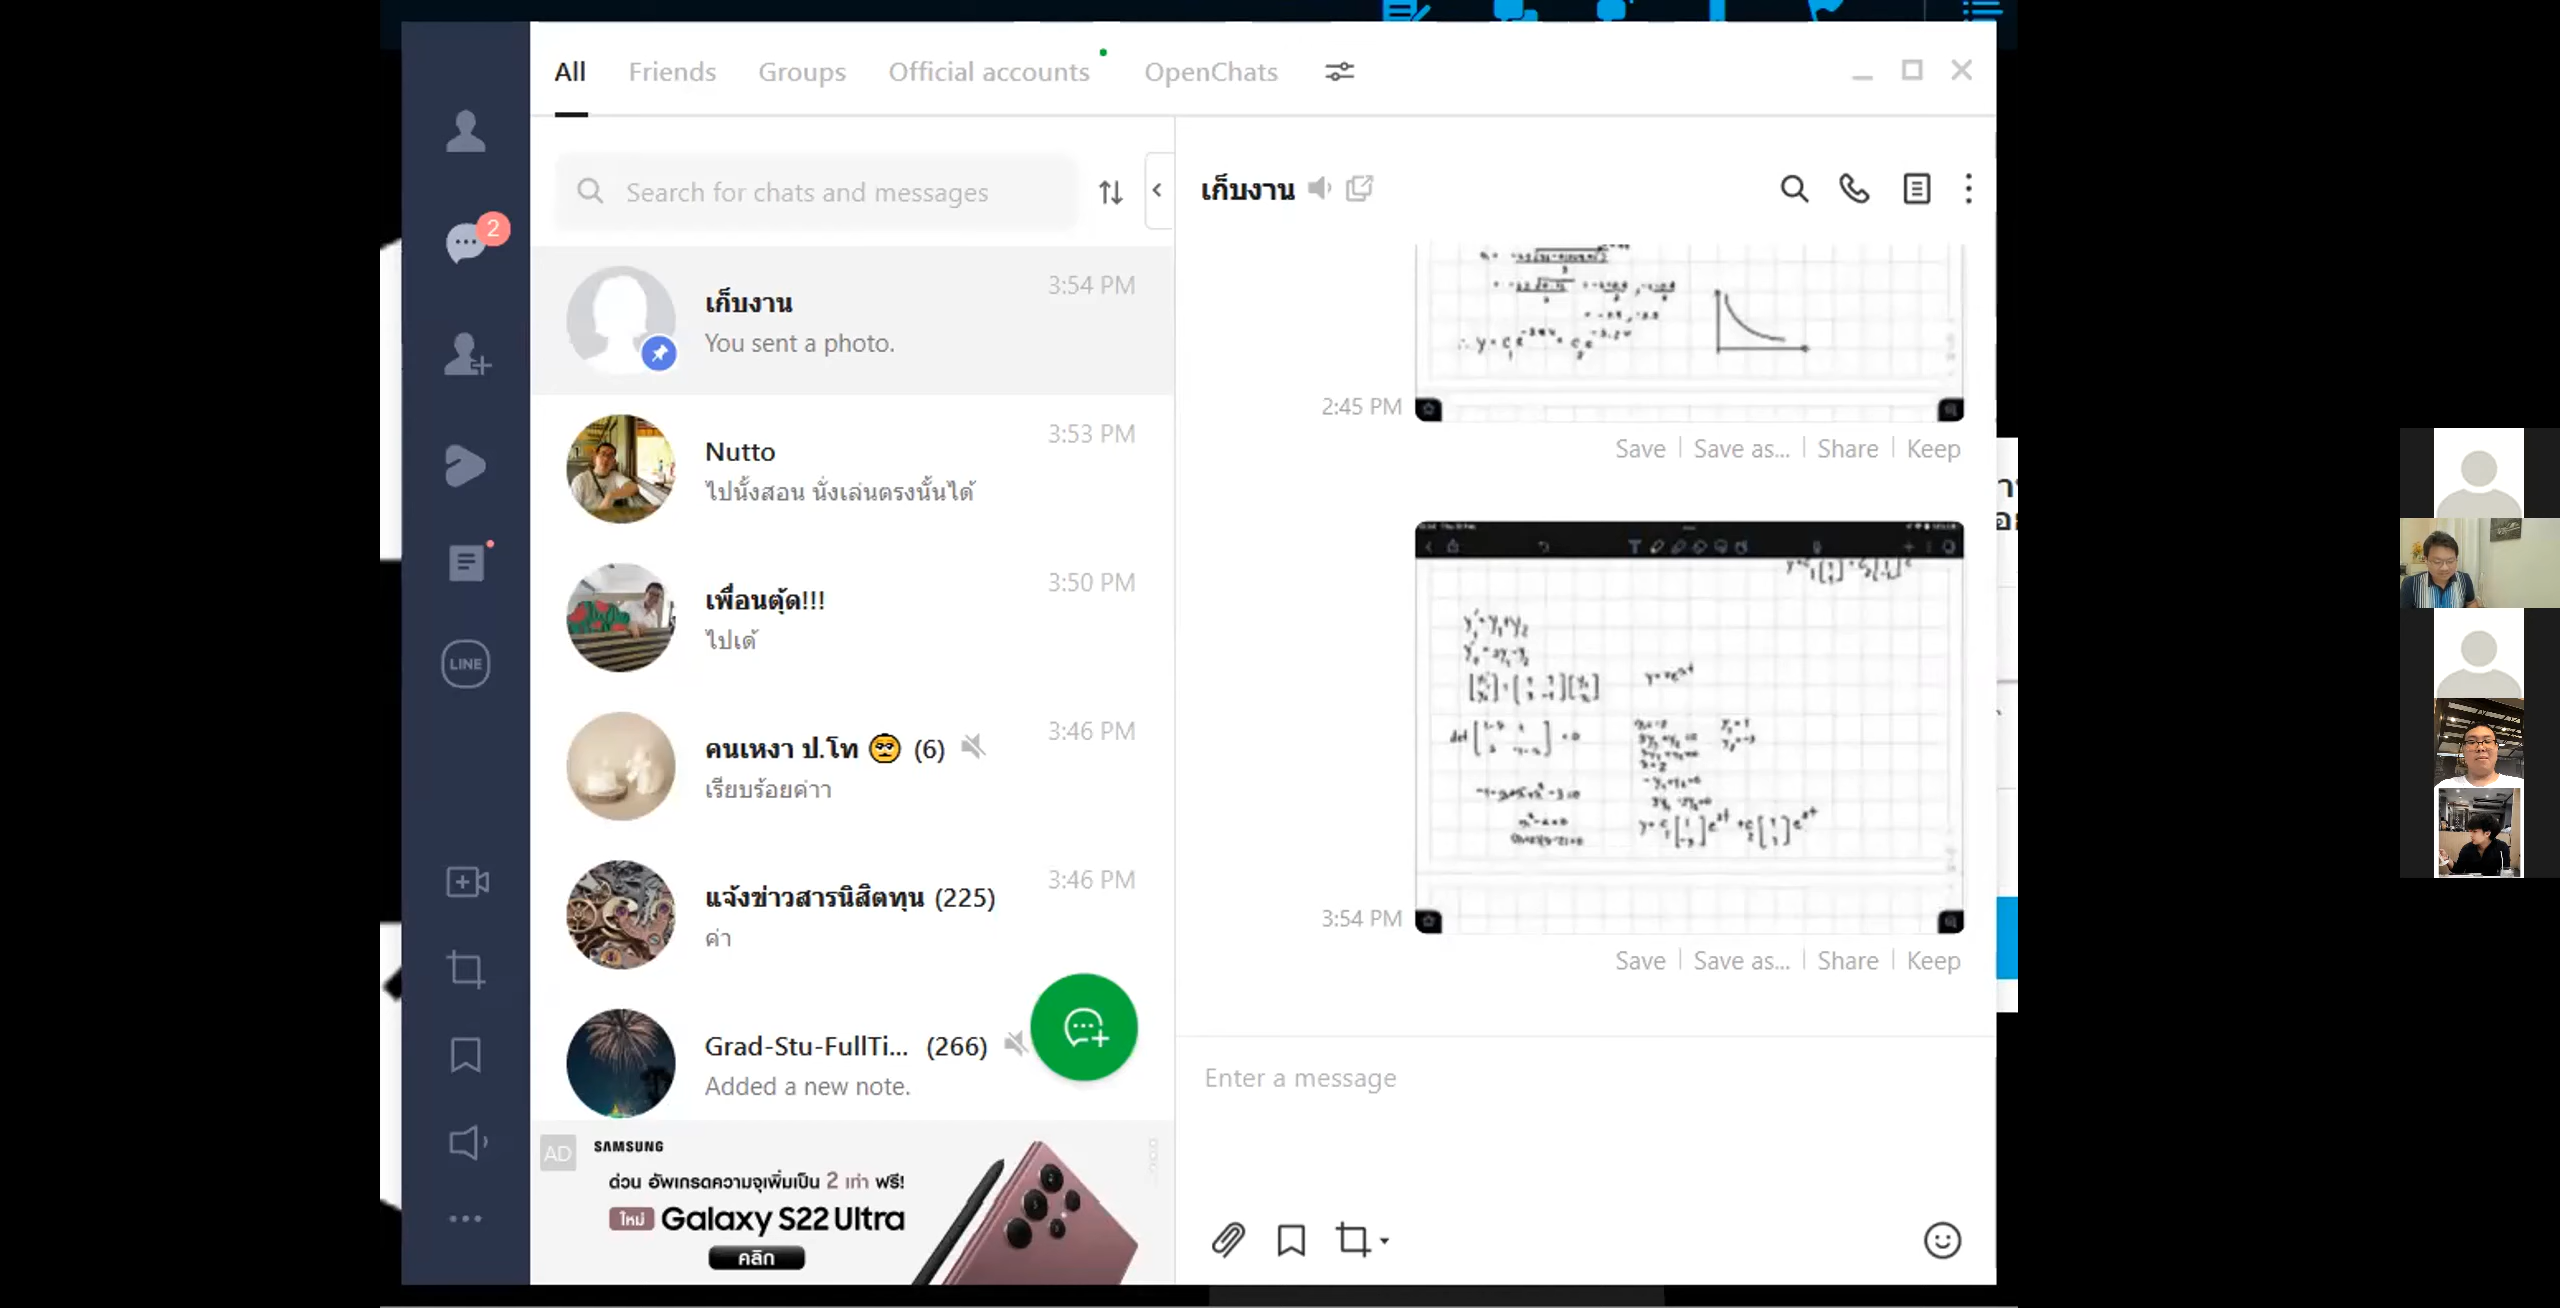 All Friends Groups Official accounts OpenChats
Search for chats and messages
2
เก็บงาน 3:54 PM
You sent a photo.
Nutto 3:53 PM
ไปนั้งสอน นั่งเล่นตรงนั้นได้
เพื่อนตุ้ด!!! 3:50 PM
ไปเด้
คนเหงา ป.โท (6) 3:46 PM
เรียบร้อยค่าา
แจ้งข่าวสารนิสิตทุน (225) 3:46 PM
ค่า
Grad-Stu-FullTi... (266)
Added a new note.
LINE
AD
SAMSUNG
ด่วน อัพเกรดความจุเพิ่มเป็น 2 เท่า ฟรี!
ใหม่ Galaxy S22 Ultra
คลิก
เก็บงาน
2:45 PM
Save Save as... Share Keep
3:54 PM
Save Save as... Share Keep
Enter a message